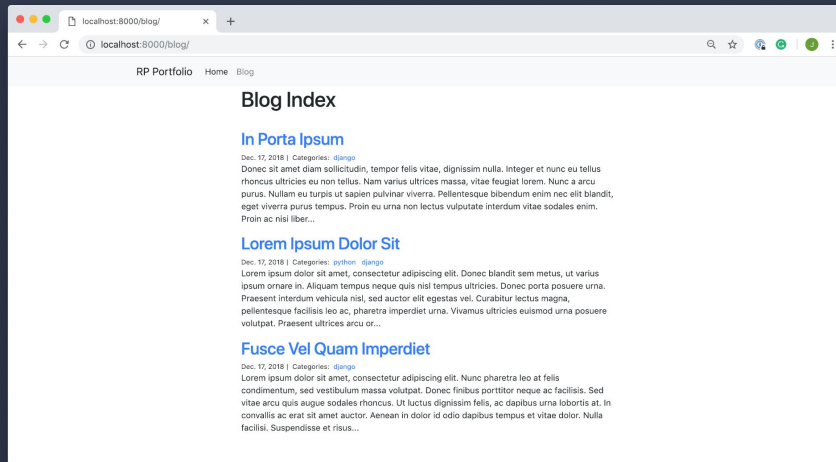 localhost:8000/blog/
localhost:8000/blog/
J
RP Portfolio Home Blog
Blog Index
In Porta Ipsum
Dec. 17, 2018 | Categories: django
Donec sit amet diam sollicitudin, tempor felis vitae, dignissim nulla. Integer et nunc eu tellus
rhoncus ultricies eu non tellus. Nam varius ultrices massa, vitae feugiat lorem. Nunc a arcu
purus. Nullam eu turpis ut sapien pulvinar viverra. Pellentesque bibendum enim nec elit blandit,
eget viverra purus tempus. Proin eu urna non lectus vulputate interdum vitae sodales enim.
Proin ac nisi liber...
Lorem Ipsum Dolor Sit
Dec. 17, 2018 | Categories: python django
Lorem ipsum dolor sit amet, consectetur adipiscing elit. Donec blandit sem metus, ut varius
ipsum ornare in. Aliquam tempus neque quis nisl tempus ultricies. Donec porta posuere urna.
Praesent interdum vehicula nisl, sed auctor elit egestas vel. Curabitur lectus magna,
pellentesque facilisis leo ac, pharetra imperdiet urna. Vivamus ultricies euismod urna posuere
volutpat. Praesent ultrices arcu or...
Fusce Vel Quam Imperdiet
Dec. 17, 2018 | Categories: django
Lorem ipsum dolor sit amet, consectetur adipiscing elit. Nunc pharetra leo at felis
condimentum, sed vestibulum massa volutpat. Donec finibus porttitor neque ac facilisis. Sed
vitae arcu quis augue sodales rhoncus. Ut luctus dignissim felis, ac dapibus urna lobortis at. In
convallis ac erat sit amet auctor. Aenean in dolor id odio dapibus tempus et vitae dolor. Nulla
facilisi. Suspendisse et risus...